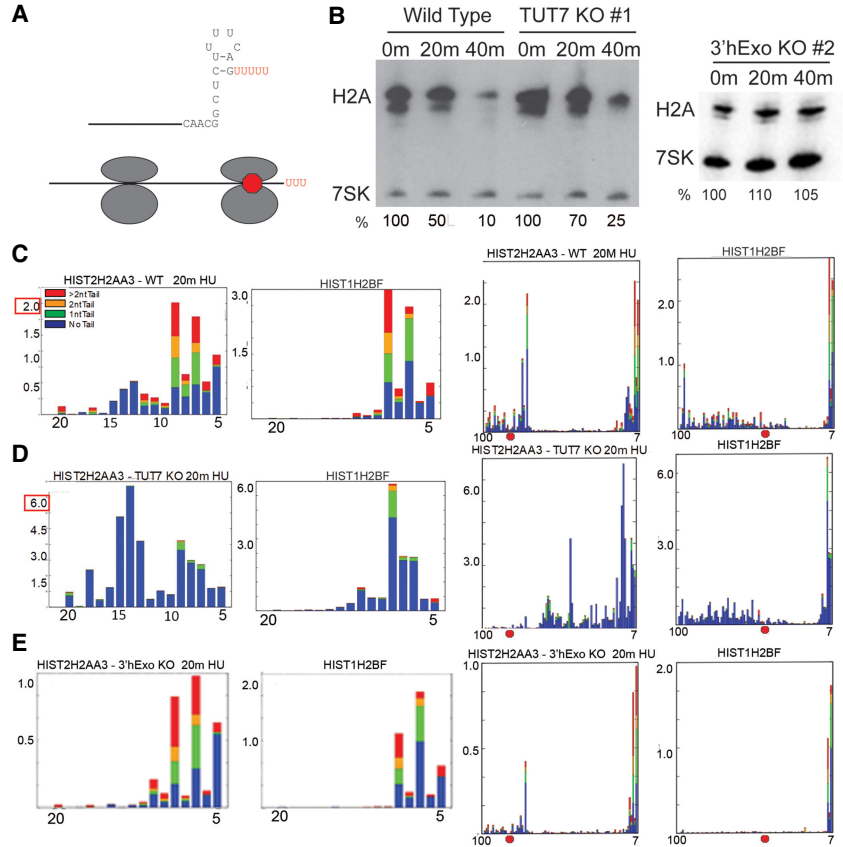 A
U U
U C
U A
C-GUUUUU
U
C
G
CAACG
UUU
B
Wild Type TUT7 KO #1
0m 20m 40m 0m 20m 40m
H2A
7SK
% 100 50 10 100 70 25
3'hExo KO #2
0m 20m 40m
H2A
7SK
% 100 110 105
C
HIST2H2AA3 - WT 20m HU
>2ntTail
2ntTail
1ntTail
No Tail
2.0
1.5
1.0
0.5
20 15 10 5
HIST1H2BF
3.0
1.5
20 5
HIST2H2AA3 - WT 20M HU
2.0
1.0
100 7
HIST1H2BF
2.0
1.0
100 7
D
HIST2H2AA3 - TUT7 KO 20m HU
6.0
4.5
3.0
1.5
20 15 10 5
HIST1H2BF
6.0
3.0
20 5
HIST2H2AA3 - TUT7 KO 20m HU
6.0
3.0
100 7
HIST1H2BF
6.0
3.0
100 7
E
HIST2H2AA3 - 3'hExo KO 20m HU
1.0
0.5
20 5
HIST1H2BF
2.0
1.0
20 5
HIST2H2AA3 - 3'hExo KO 20m HU
1.0
0.5
100 7
HIST1H2BF
2.0
1.0
100 7